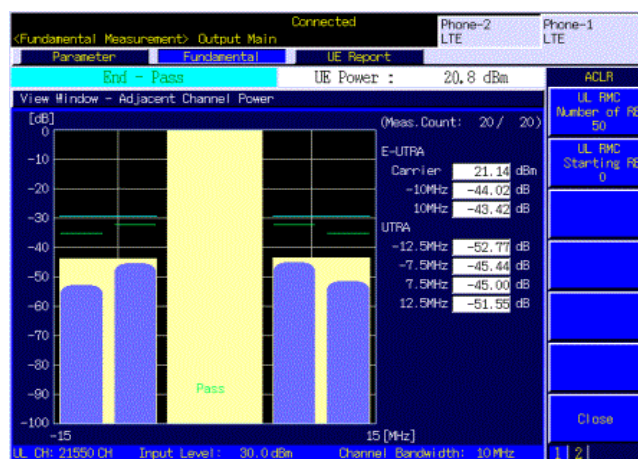 Connected
<Fundamental Measurement> Output Main
Phone-2
LTE
Phone-1
LTE
Parameter
Fundamental
UE Report
End - Pass
UE Power :
20.8 dBm
ACLR
View Window - Adjacent Channel Power
UL RMC
Number of RB
50
UL RMC
Starting RB
0
[dB]
(Meas.Count: 20/ 20)
0
-10
-20
-30
-40
-50
-60
-70
-80
-90
-100
E-UTRA
Carrier 21.14 dBm
-10MHz -44.02 dB
10MHz -43.42 dB
UTRA
-12.5MHz -52.77 dB
-7.5MHz -45.44 dB
7.5MHz -45.00 dB
12.5MHz -51.55 dB
Pass
-15
15 [MHz]
Close
UL CH: 21550 CH Input Level: 30.0 dBm Channel Bandwidth: 10 MHz
1 2